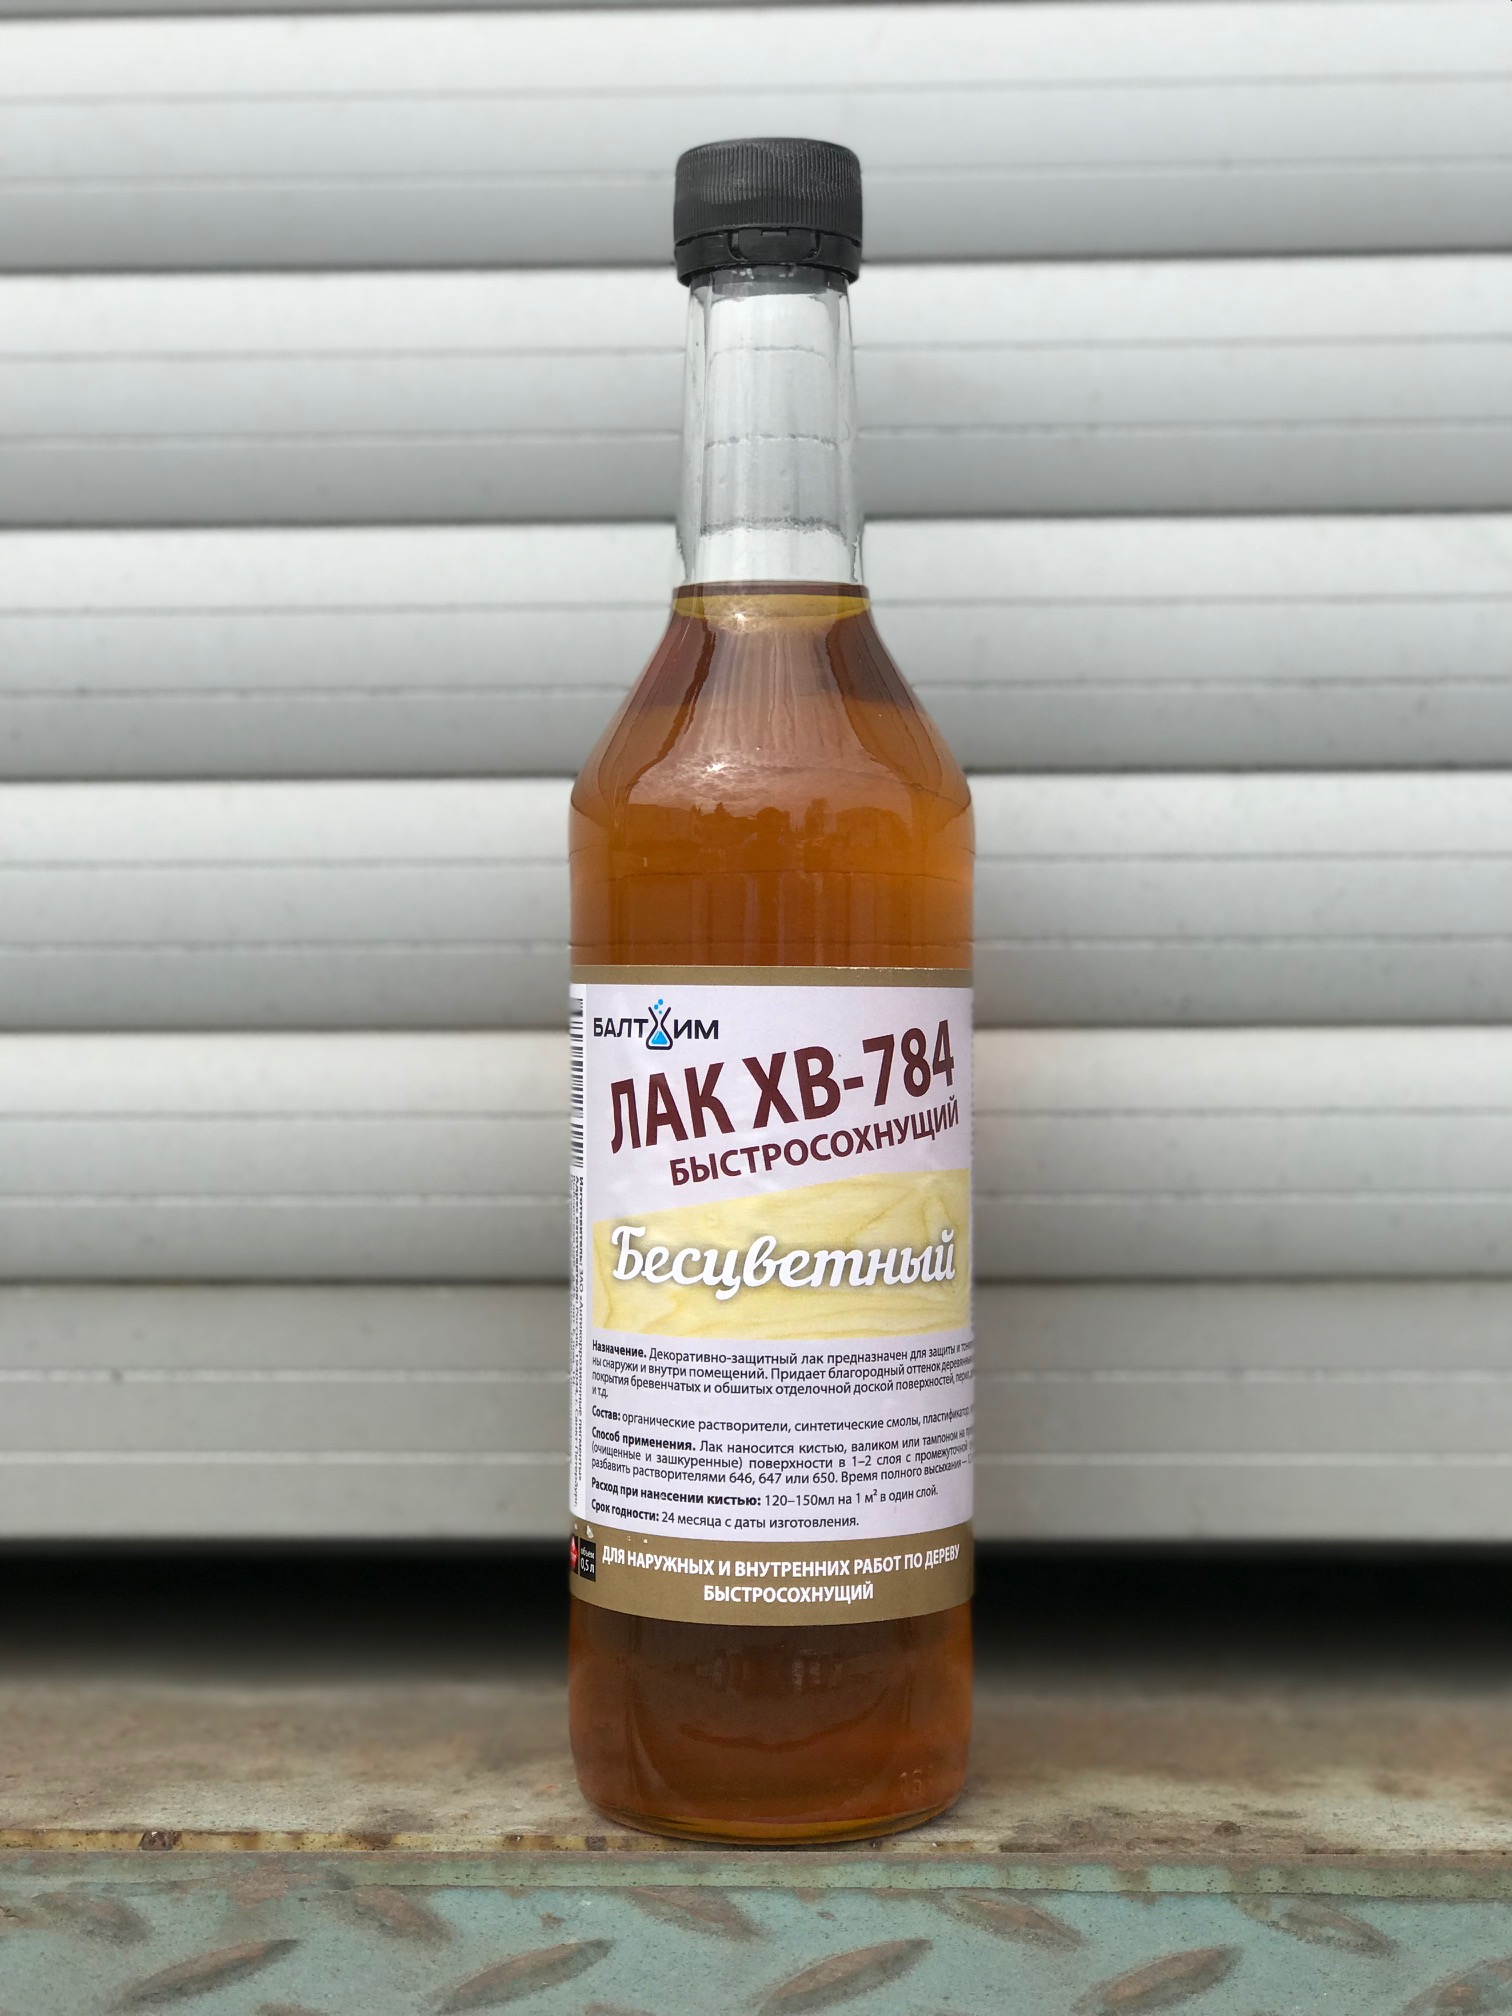 БАЛТХИМ
ЛАК ХВ-784
БЫСТРОСОХНУЩИЙ
Бесцветный
Назначение. Декоративно-защитный лак предназначен для защиты и
ны снаружи и внутри помещений. Придает благородный оттенок
покрытия бревенчатых и обшитых отделочной доской поверхностей,
и т.д.
Состав: органические растворители, синтетические смолы, пластификатор,
Способ применения. Лак наносится кистью, валиком или тампоном на
(очищенные и зашкуренные) поверхности в 1–2 слоя с промежуточной
разбавить растворителями 646, 647 или 650. Время полного высыхания —
Расход при нанесении кистью: 120–150мл на 1 м² в один слой.
Срок годности: 24 месяца с даты изготовления.
объем
0,5 л
ДЛЯ НАРУЖНЫХ И ВНУТРЕННИХ РАБОТ ПО ДЕРЕВУ
БЫСТРОСОХНУЩИЙ